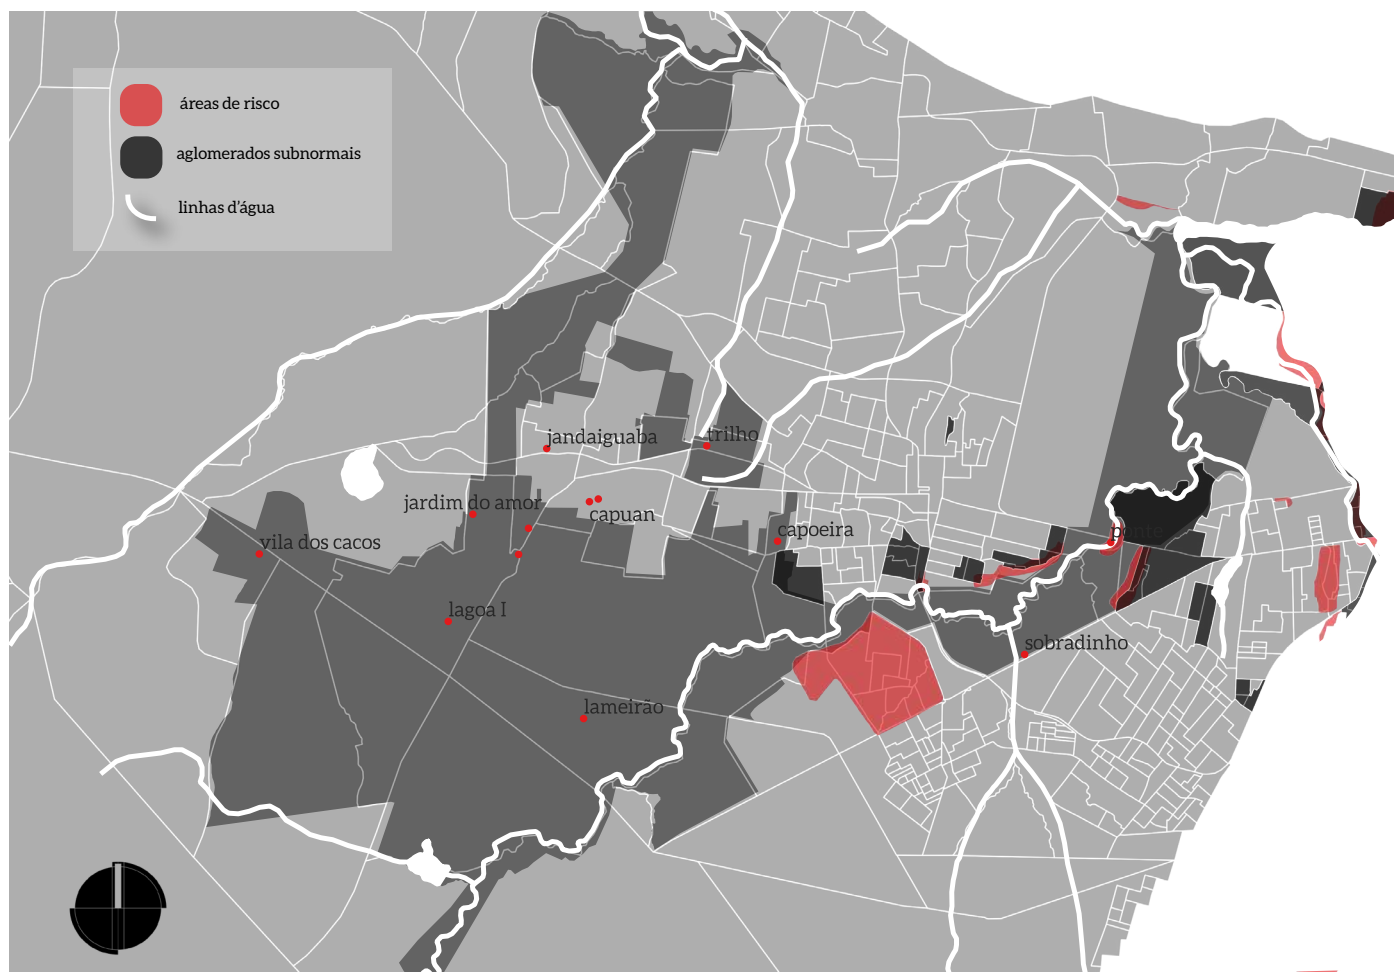 áreas de risco
aglomerados subnormais
linhas d'água
jandaiguaba
trilho
jardim do amor
capuan
capoeira
ponte
vila dos cacos
lagoa I
sobradinho
lameirão